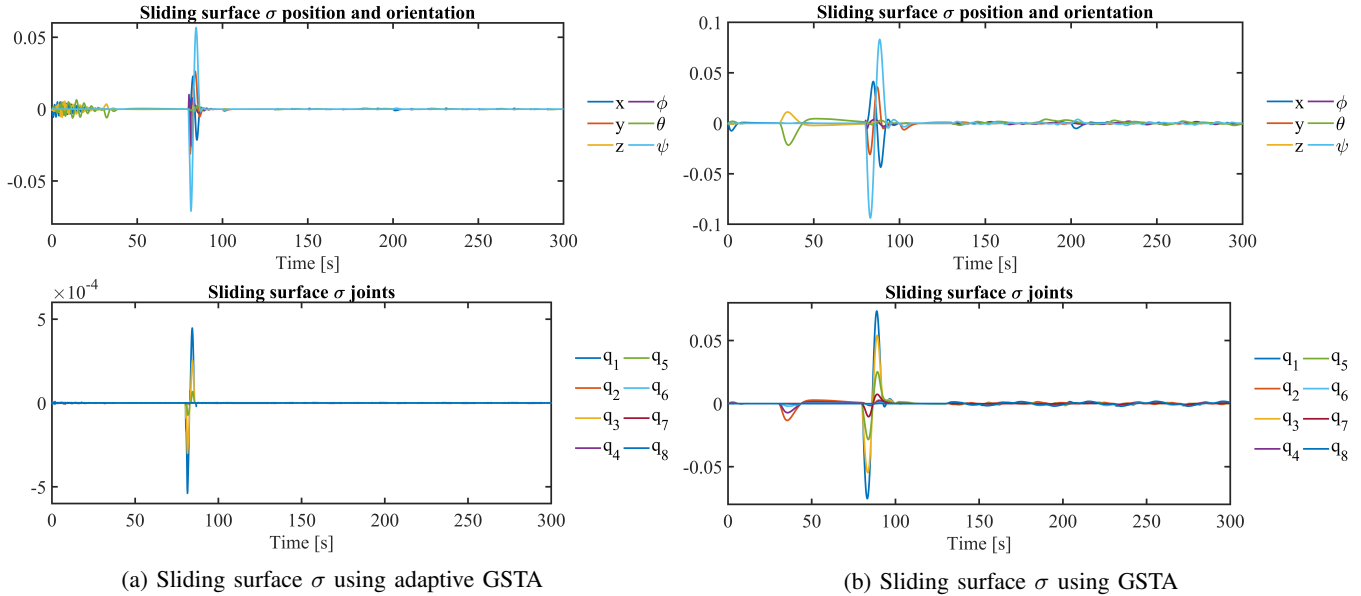 Sliding surface σ position and orientation
0.05
0
-0.05
0 50 100 150 200 250 300
Time [s]
x ϕ
y θ
z ψ
×10⁻⁴
Sliding surface σ joints
5
0
-5
0 50 100 150 200 250 300
Time [s]
q₁ q₅
q₂ q₆
q₃ q₇
q₄ q₈
(a) Sliding surface σ using adaptive GSTA
Sliding surface σ position and orientation
0.1
0.05
0
-0.05
-0.1
0 50 100 150 200 250 300
Time [s]
x ϕ
y θ
z ψ
Sliding surface σ joints
0.05
0
-0.05
0 50 100 150 200 250 300
Time [s]
q₁ q₅
q₂ q₆
q₃ q₇
q₄ q₈
(b) Sliding surface σ using GSTA